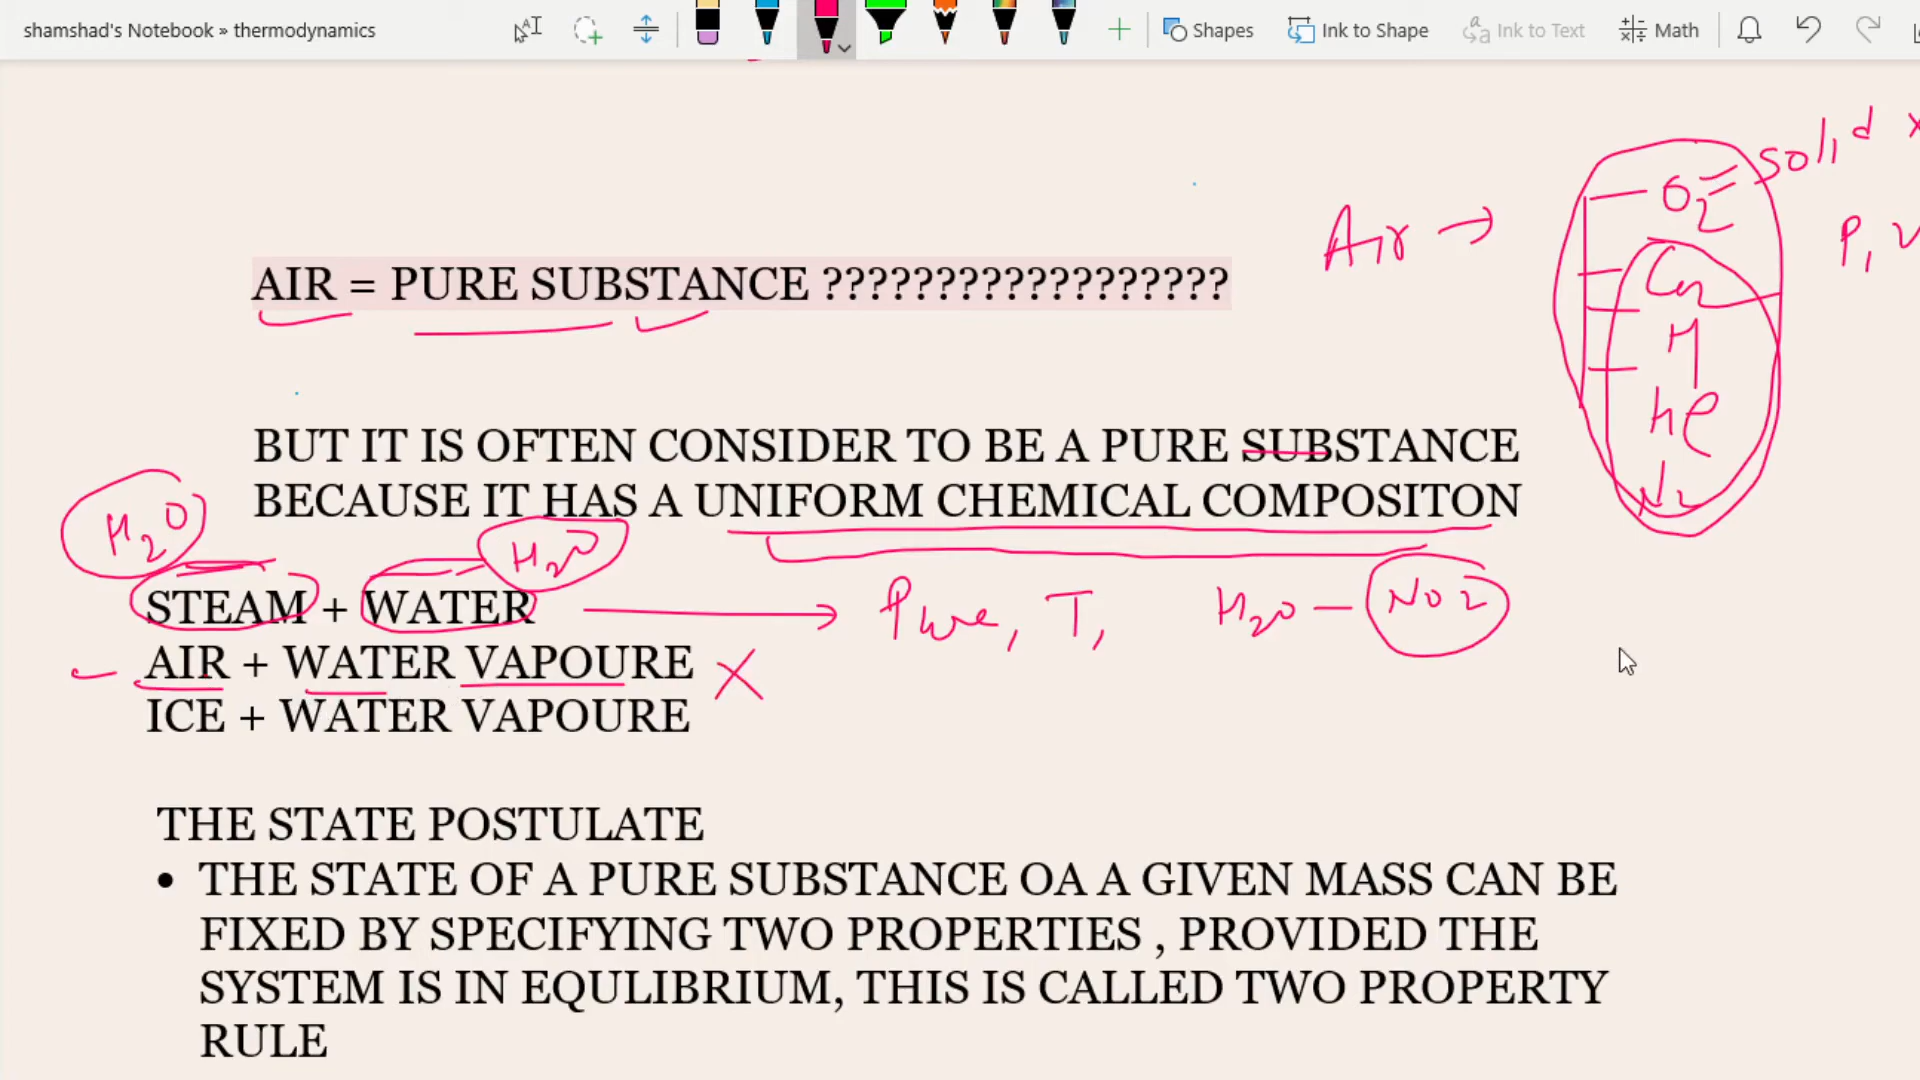 shamshad's Notebook » thermodynamics
Shapes
Ink to Shape
Ink to Text
Math
AIR = PURE SUBSTANCE ??????????????????
Air →
O2
solid
P,
H
he
N2
BUT IT IS OFTEN CONSIDER TO BE A PURE SUBSTANCE
BECAUSE IT HAS A UNIFORM CHEMICAL COMPOSITON
H2O
H2O
STEAM + WATER
Pure, T,
H2O — NO2
AIR + WATER VAPOURE X
ICE + WATER VAPOURE
THE STATE POSTULATE
• THE STATE OF A PURE SUBSTANCE OA A GIVEN MASS CAN BE
FIXED BY SPECIFYING TWO PROPERTIES , PROVIDED THE
SYSTEM IS IN EQULIBRIUM, THIS IS CALLED TWO PROPERTY
RULE